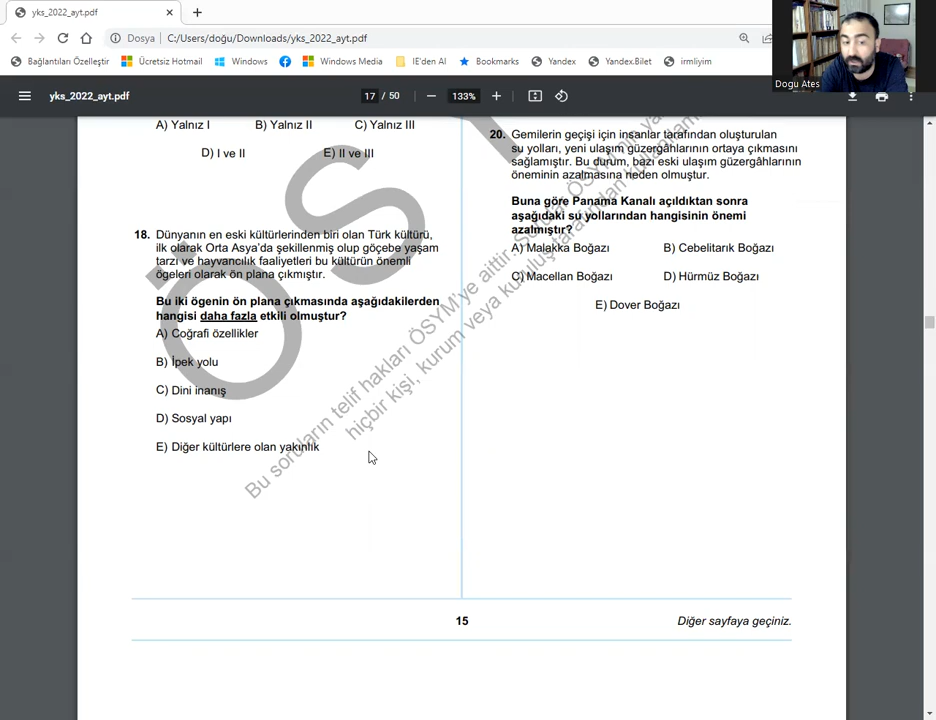 yks_2022_ayt.pdf
Dosya
C:/Users/doğu/Downloads/yks_2022_ayt.pdf
Bağlantıları Özelleştir
Ücretsiz Hotmail
Windows
Windows Media
IE'den Al
Bookmarks
Yandex
Yandex.Bilet
irmliyim
Dogu Ates
yks_2022_ayt.pdf
17 / 50
133%
A) Yalnız I B) Yalnız II C) Yalnız III
D) I ve II E) II ve III
18. Dünyanın en eski kültürlerinden biri olan Türk kültürü,
ilk olarak Orta Asya'da şekillenmiş olup göçebe yaşam
tarzı ve hayvancılık faaliyetleri bu kültürün önemli
ögeleri olarak ön plana çıkmıştır.
Bu iki ögenin ön plana çıkmasında aşağıdakilerden
hangisi daha fazla etkili olmuştur?
A) Coğrafi özellikler
B) İpek yolu
C) Dini inanış
D) Sosyal yapı
E) Diğer kültürlere olan yakınlık
20. Gemilerin geçişi için insanlar tarafından oluşturulan
su yolları, yeni ulaşım güzergâhlarının ortaya çıkmasını
sağlamıştır. Bu durum, bazı eski ulaşım güzergâhlarının
öneminin azalmasına neden olmuştur.
Buna göre Panama Kanalı açıldıktan sonra
aşağıdaki su yollarından hangisinin önemi
azalmıştır?
A) Malakka Boğazı B) Cebelitarık Boğazı
C) Macellan Boğazı D) Hürmüz Boğazı
E) Dover Boğazı
ÖSY
Bu soruların telif hakları ÖSYM'ye aittir.
hiçbir kişi, kurum veya kuruluş tarafından
15
Diğer sayfaya geçiniz.